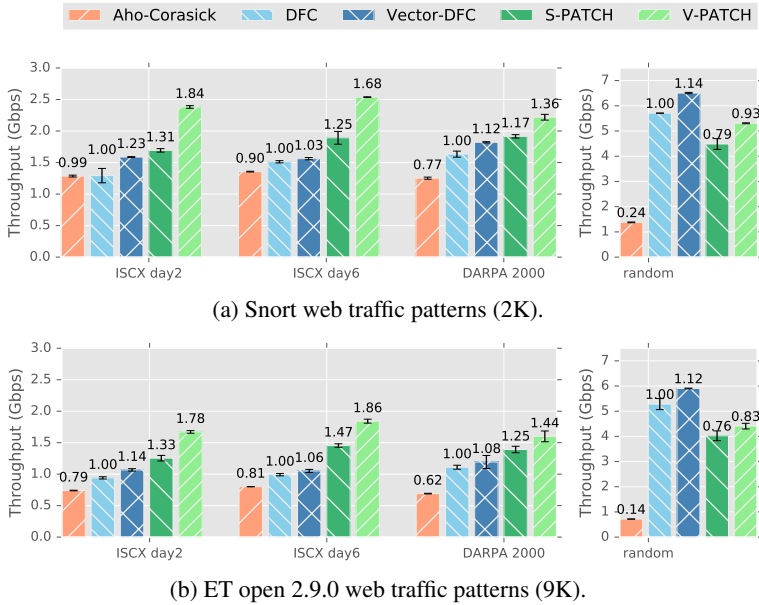 Aho-Corasick DFC Vector-DFC S-PATCH V-PATCH
Throughput (Gbps)
3.0
2.5
2.0
1.5
1.0
0.5
0.0
0.99 1.00 1.23 1.31 1.84
0.90 1.00 1.03 1.25 1.68
0.77 1.00 1.12 1.17 1.36
ISCX day2 ISCX day6 DARPA 2000
Throughput (Gbps)
7
6
5
4
3
2
1
0
0.24 1.00 1.14 0.79 0.93
random
(a) Snort web traffic patterns (2K).
Throughput (Gbps)
3.0
2.5
2.0
1.5
1.0
0.5
0.0
0.79 1.00 1.14 1.33 1.78
0.81 1.00 1.06 1.47 1.86
0.62 1.00 1.08 1.25 1.44
ISCX day2 ISCX day6 DARPA 2000
Throughput (Gbps)
7
6
5
4
3
2
1
0
0.14 1.00 1.12 0.76 0.83
random
(b) ET open 2.9.0 web traffic patterns (9K).